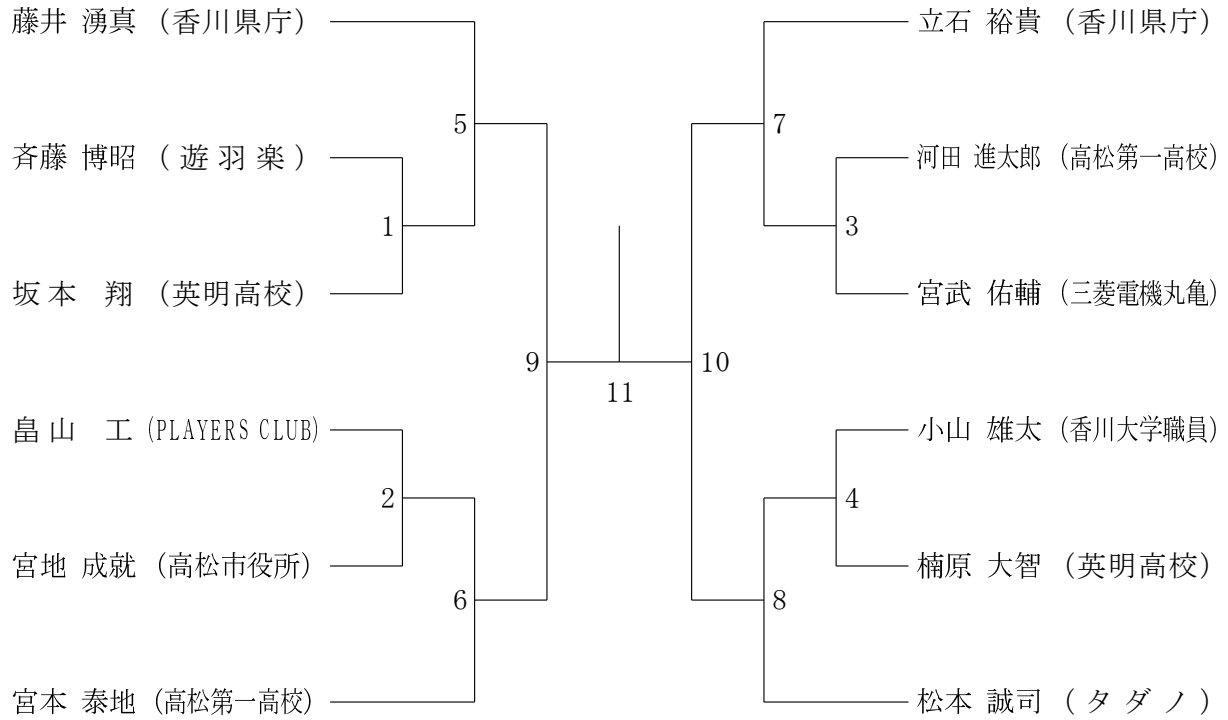 藤井 湧真 (香川県庁)
5
斉藤 博昭 (遊羽楽)
1
坂本 翔 (英明高校)
9
畠山 工 (PLAYERS CLUB)
2
宮地 成就 (高松市役所)
6
宮本 泰地 (高松第一高校)
11
立石 裕貴 (香川県庁)
7
河田 進太郎 (高松第一高校)
3
宮武 佑輔 (三菱電機丸亀)
10
小山 雄太 (香川大学職員)
4
楠原 大智 (英明高校)
8
松本 誠司 (タダノ)